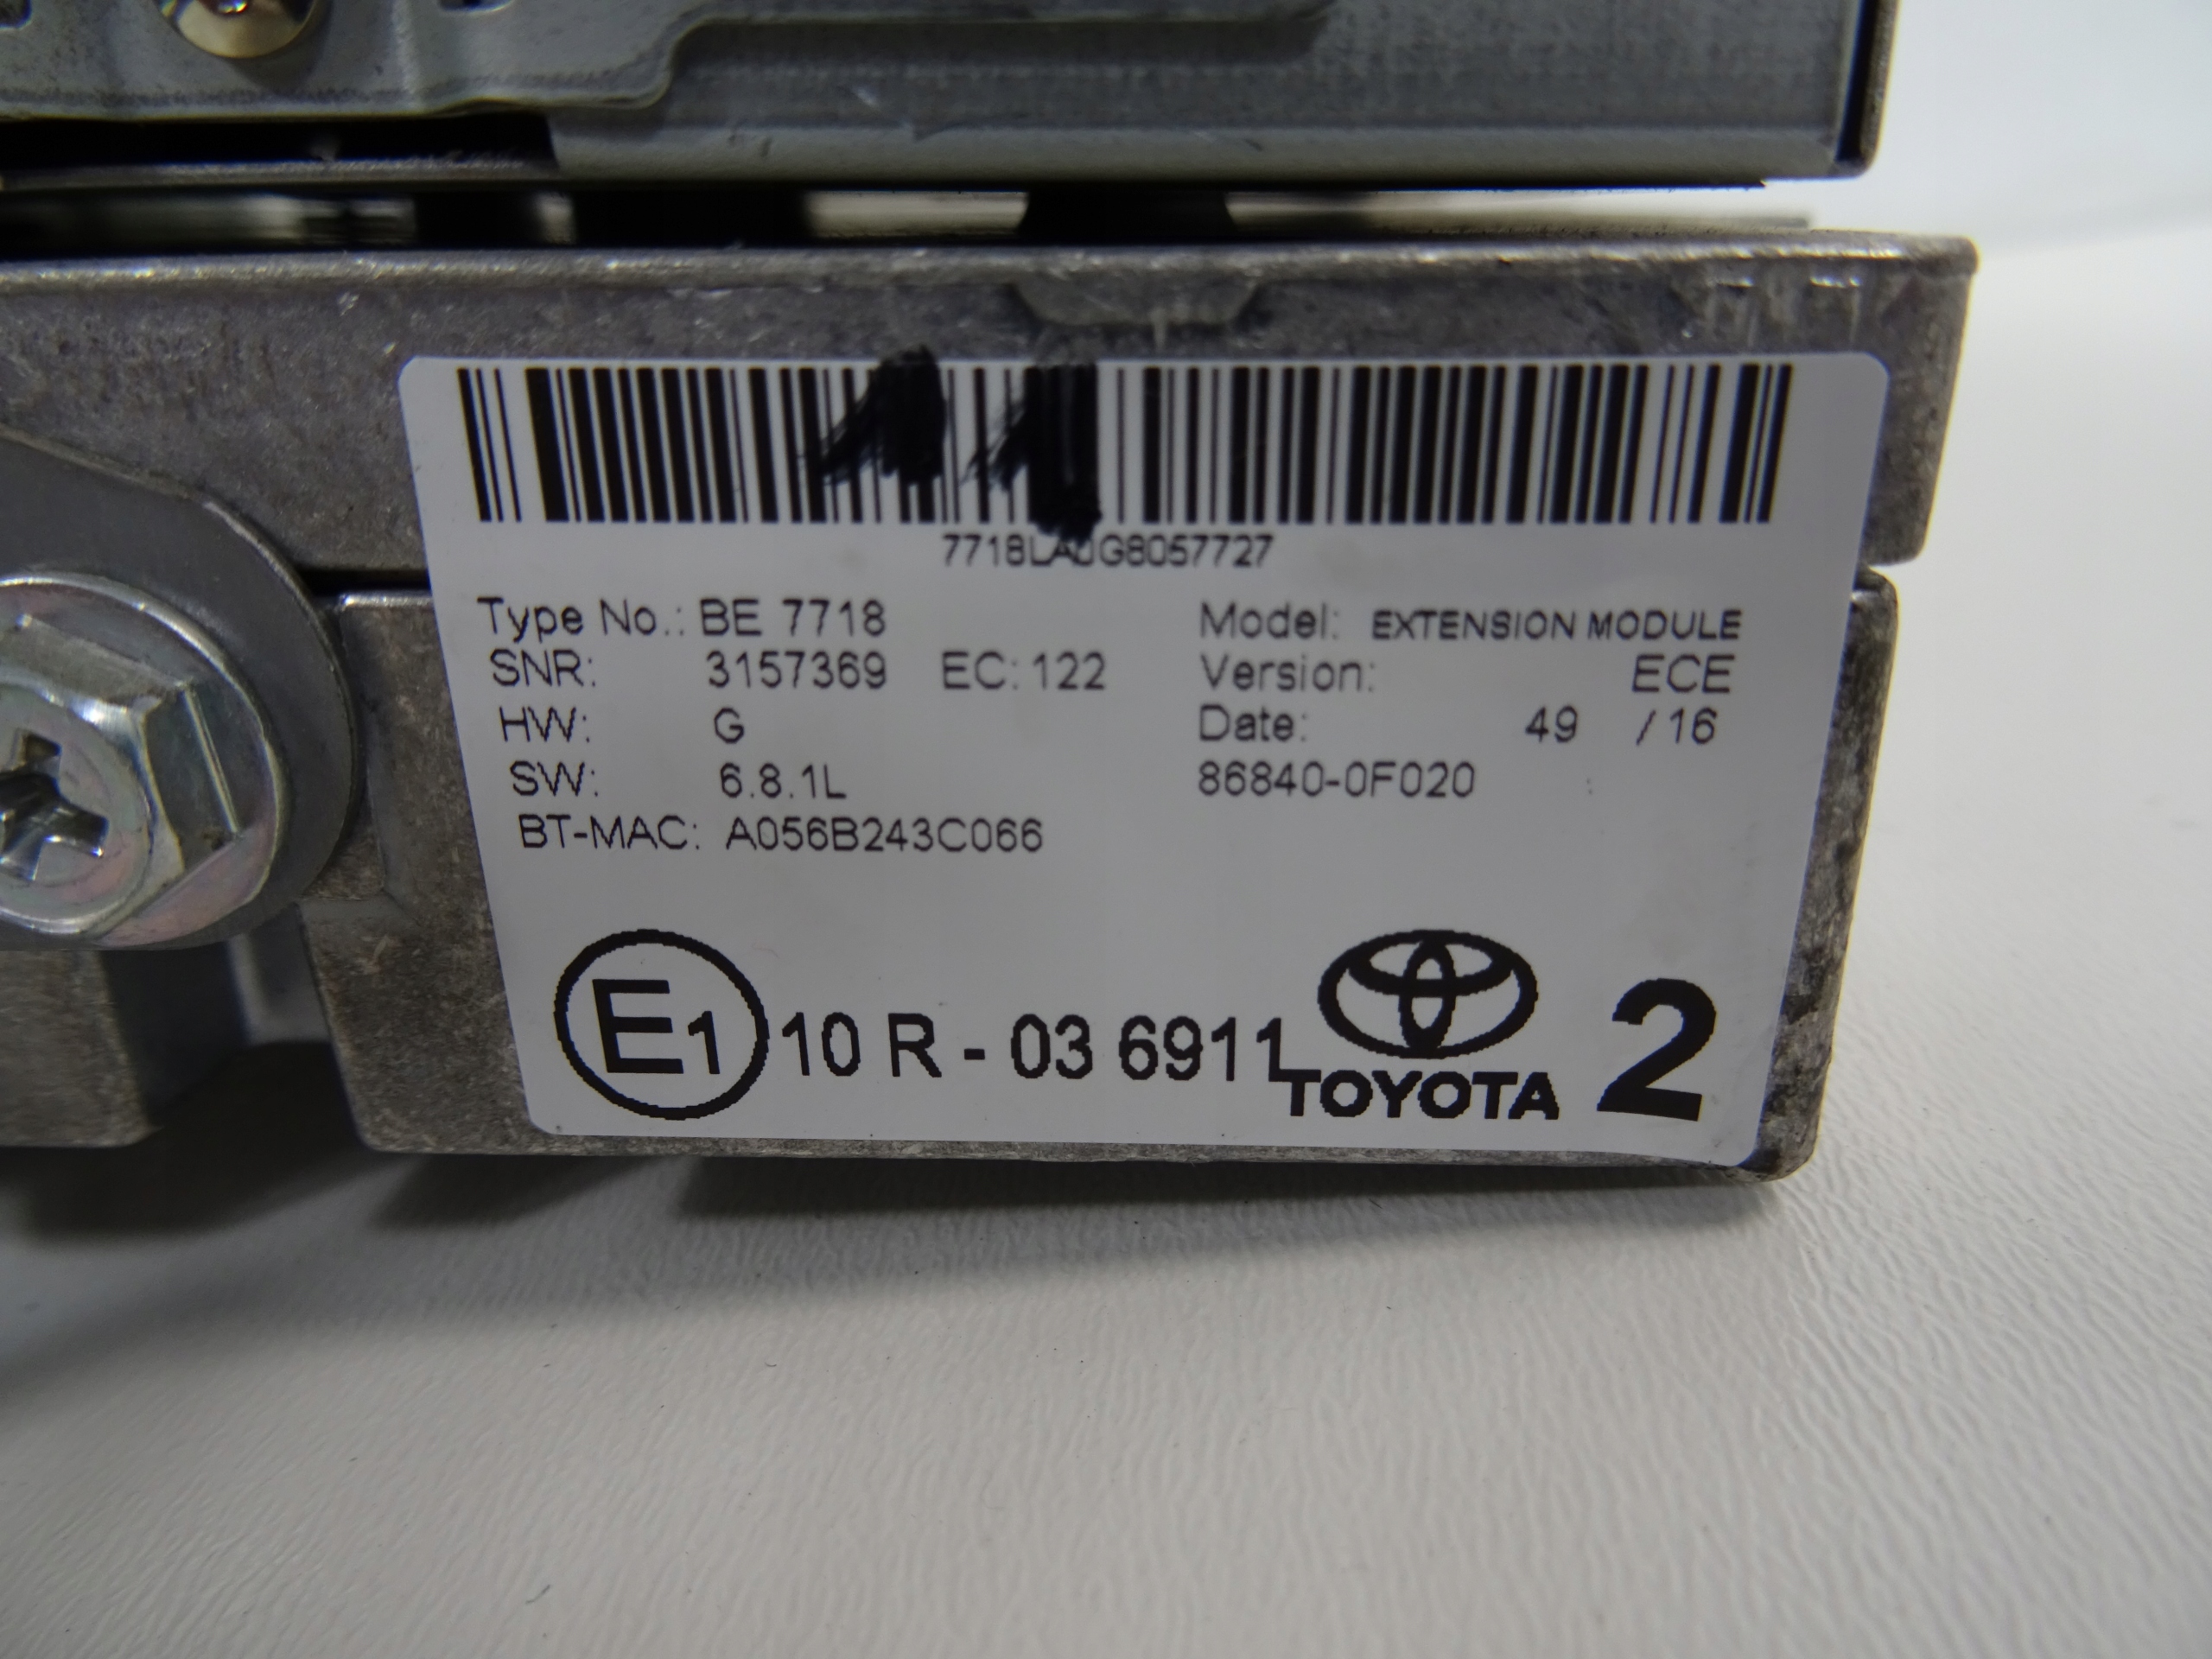 7718LA0G8057727
Type No.: BE 7718 Model: EXTENSION MODULE
SNR: 3157369 EC: 122 Version: ECE
HW: G Date: 49 / 16
SW: 6.8.1L 86840-0F020
BT-MAC: A056B243C066
E1 10 R - 03 6911 TOYOTA 2